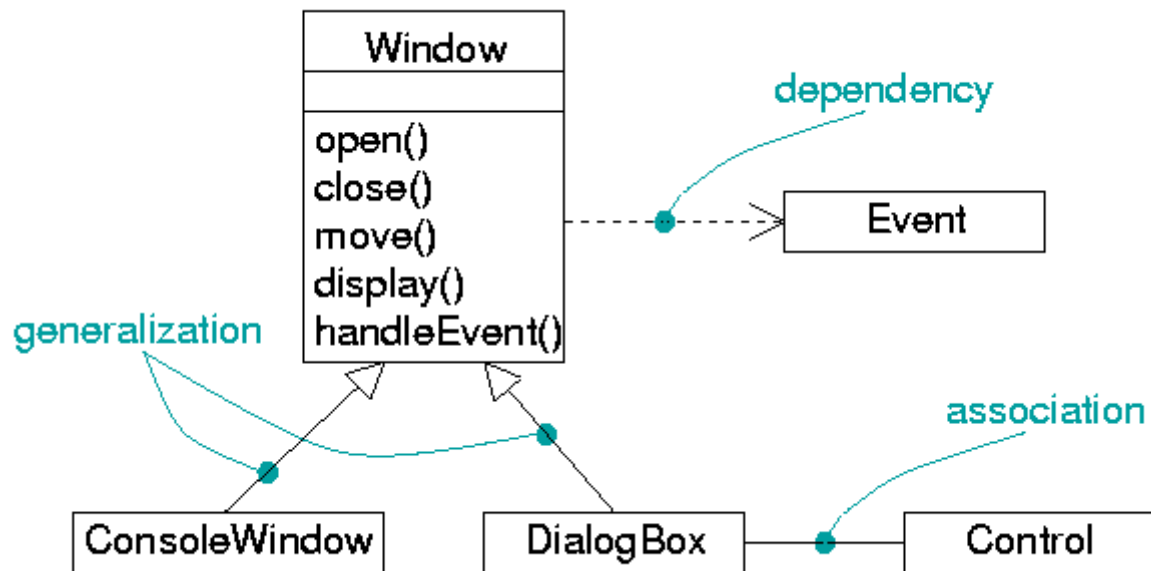 Window
dependency
open()
close()
move()
display()
handleEvent()
Event
generalization
association
ConsoleWindow
DialogBox
Control